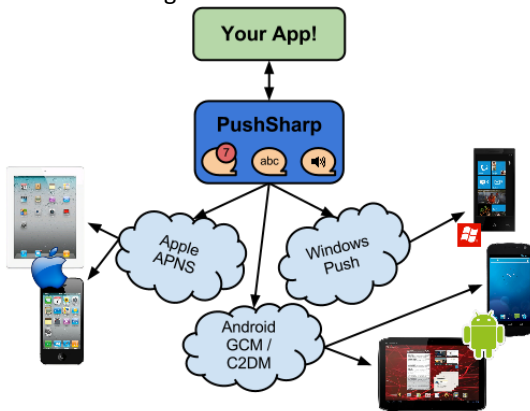 Your App!
PushSharp
7
abc
Apple
APNS
Windows
Push
Android
GCM /
C2DM